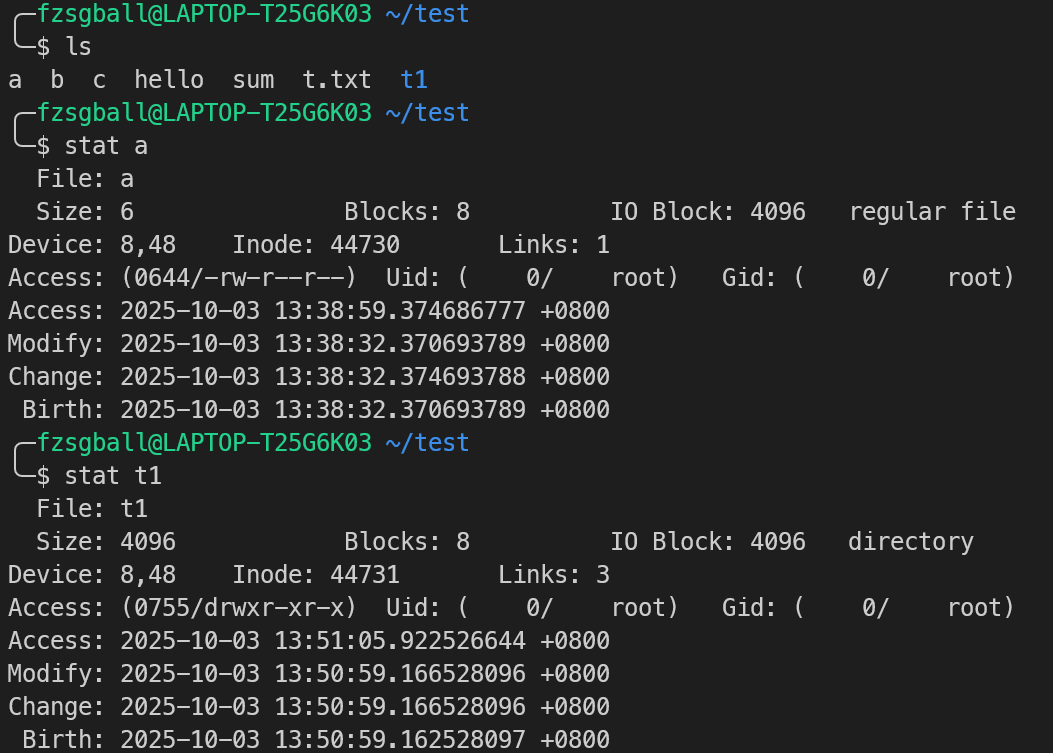 fzsgball@LAPTOP-T25G6K03 ~/test
$ ls
a  b  c  hello  sum  t.txt  t1
fzsgball@LAPTOP-T25G6K03 ~/test
$ stat a
  File: a
  Size: 6               Blocks: 8          IO Block: 4096   regular file
Device: 8,48    Inode: 44730       Links: 1
Access: (0644/-rw-r--r--)  Uid: (    0/    root)   Gid: (    0/    root)
Access: 2025-10-03 13:38:59.374686777 +0800
Modify: 2025-10-03 13:38:32.370693789 +0800
Change: 2025-10-03 13:38:32.374693788 +0800
 Birth: 2025-10-03 13:38:32.370693789 +0800
fzsgball@LAPTOP-T25G6K03 ~/test
$ stat t1
  File: t1
  Size: 4096            Blocks: 8          IO Block: 4096   directory
Device: 8,48    Inode: 44731       Links: 3
Access: (0755/drwxr-xr-x)  Uid: (    0/    root)   Gid: (    0/    root)
Access: 2025-10-03 13:51:05.922526644 +0800
Modify: 2025-10-03 13:50:59.166528096 +0800
Change: 2025-10-03 13:50:59.166528096 +0800
 Birth: 2025-10-03 13:50:59.162528097 +0800